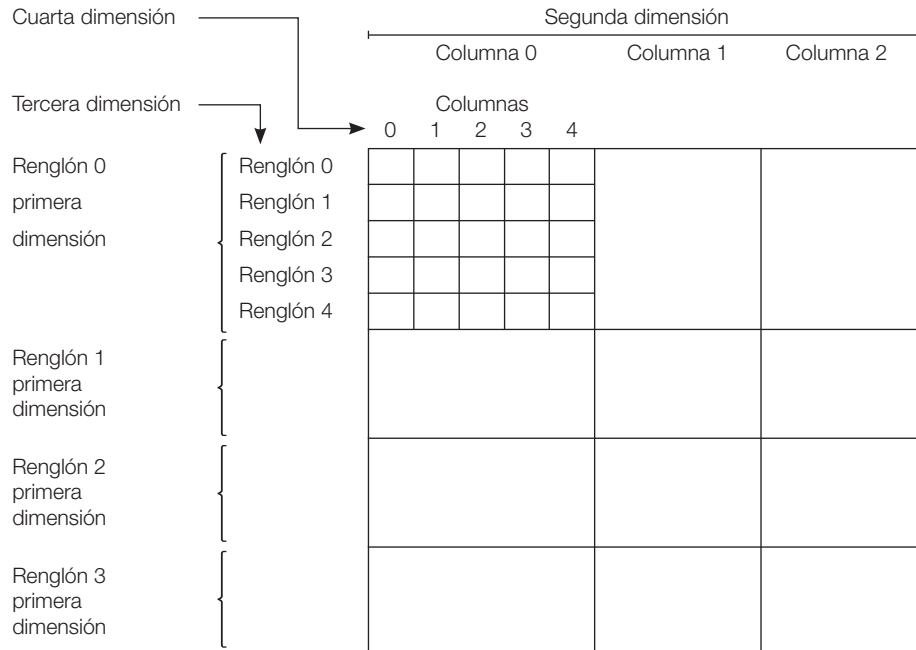 Cuarta dimensión
Segunda dimensión
Columna 0 Columna 1 Columna 2
Tercera dimensión
Columnas
0 1 2 3 4
Renglón 0
primera
dimensión
Renglón 0
Renglón 1
Renglón 2
Renglón 3
Renglón 4
Renglón 1
primera
dimensión
Renglón 2
primera
dimensión
Renglón 3
primera
dimensión